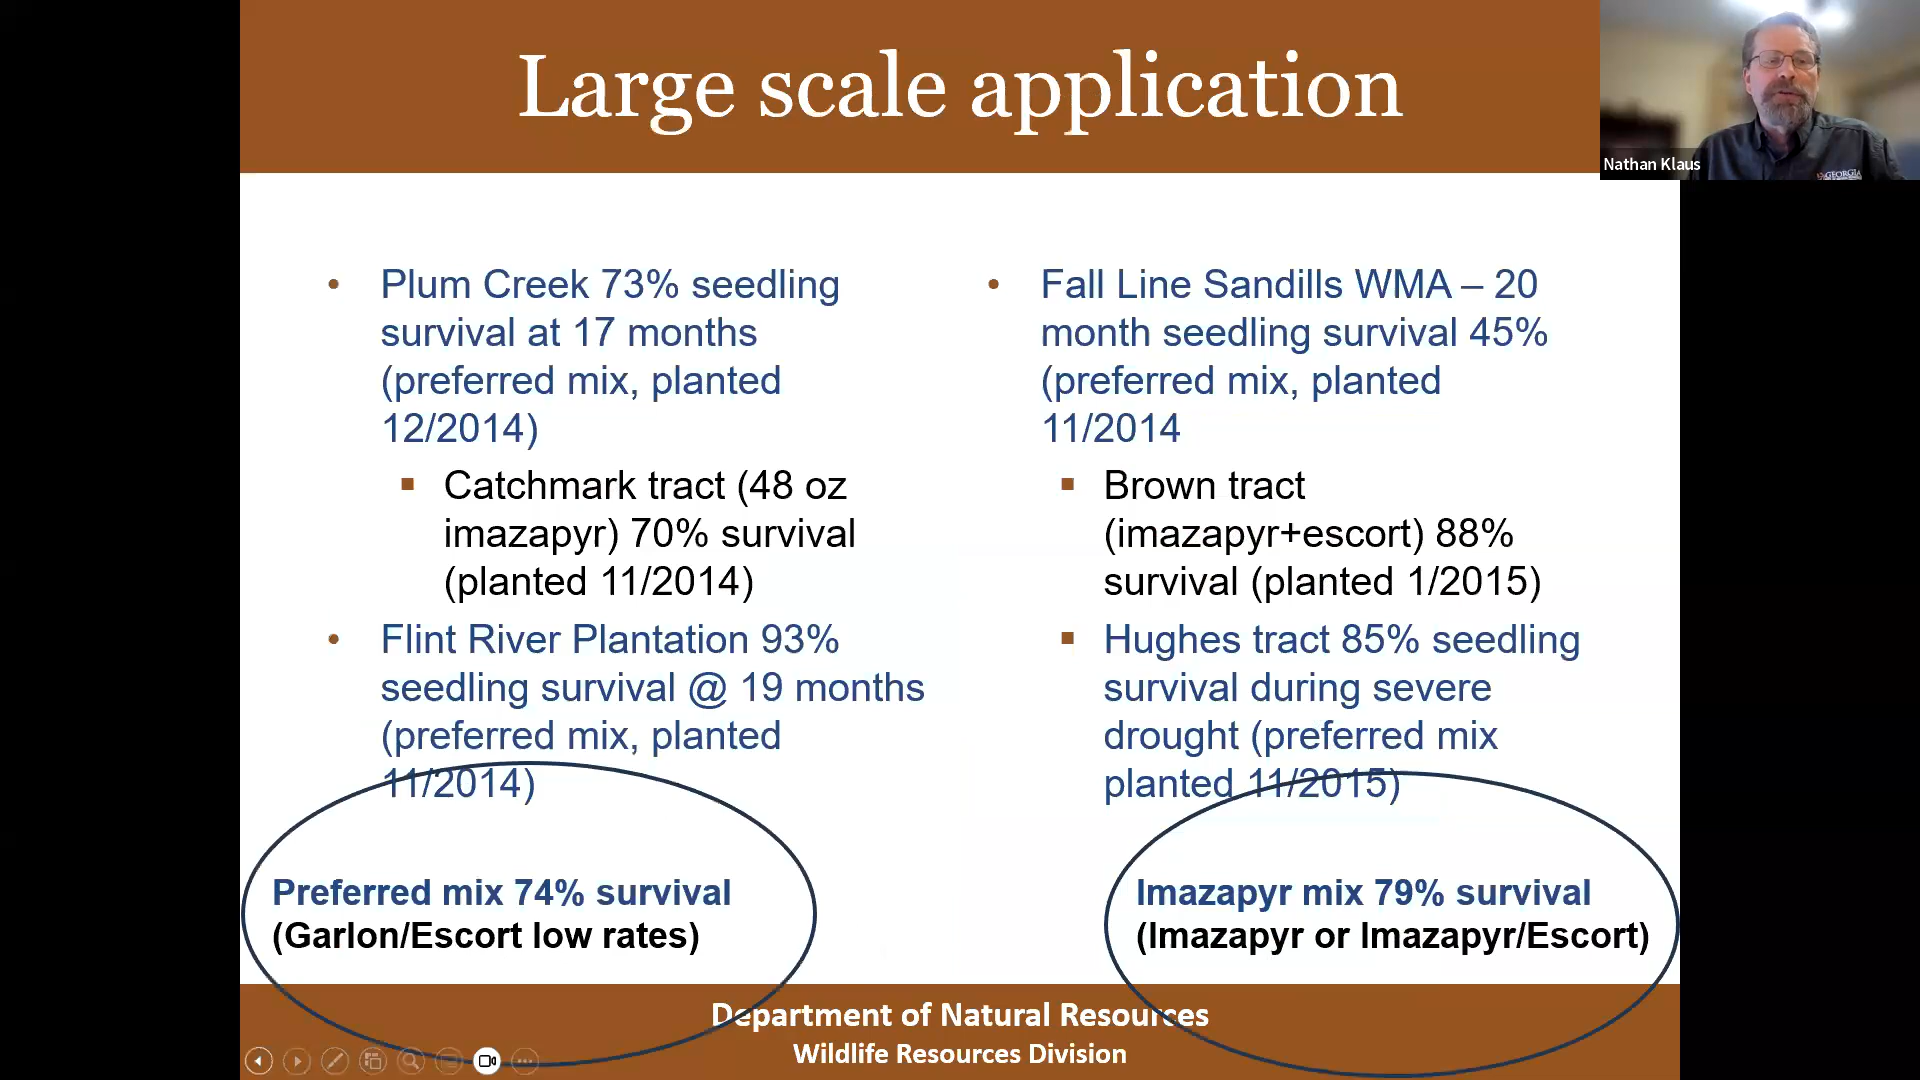 Large scale application
Nathan Klaus
GEORGIA
• Plum Creek 73% seedling
survival at 17 months
(preferred mix, planted
12/2014)
▪ Catchmark tract (48 oz
imazapyr) 70% survival
(planted 11/2014)
• Flint River Plantation 93%
seedling survival @ 19 months
(preferred mix, planted
11/2014)
• Fall Line Sandills WMA – 20
month seedling survival 45%
(preferred mix, planted
11/2014
▪ Brown tract
(imazapyr+escort) 88%
survival (planted 1/2015)
▪ Hughes tract 85% seedling
survival during severe
drought (preferred mix
planted 11/2015)
Preferred mix 74% survival
(Garlon/Escort low rates)
Imazapyr mix 79% survival
(Imazapyr or Imazapyr/Escort)
Department of Natural Resources
Wildlife Resources Division